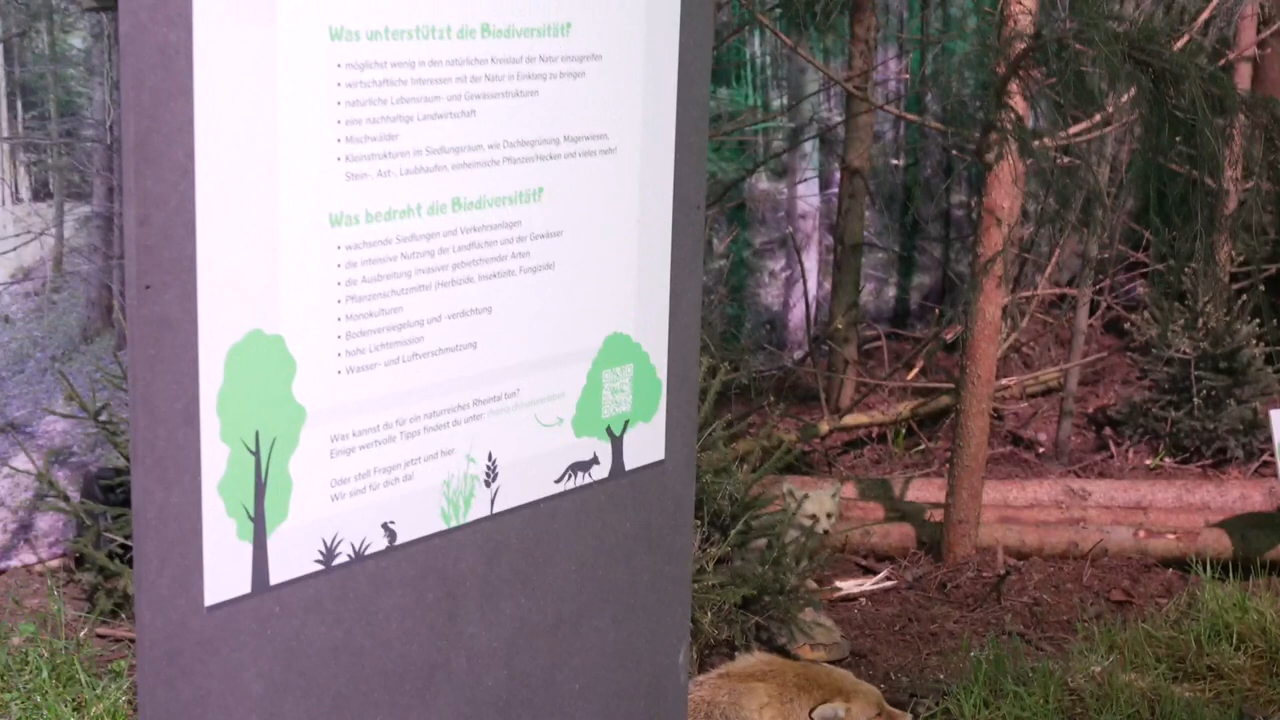 Was unterstützt die Biodiversität?
• möglichst wenig in den natürlichen Kreislauf der Natur einzugreifen
• wirtschaftliche Interessen mit der Natur in Einklang zu bringen
• natürliche Lebensraum- und Gewässerstrukturen
• eine nachhaltige Landwirtschaft
• Mischwälder
• Kleinstrukturen im Siedlungsraum, wie Dachbegrünung, Magerwiesen,
Stein-, Ast-, Laubhaufen, einheimische Pflanzen/Hecken und vieles mehr!
Was bedroht die Biodiversität?
• wachsende Siedlungen und Verkehrsanlagen
• die intensive Nutzung der Landflächen und der Gewässer
• die Ausbreitung invasiver gebietsfremder Arten
• Pflanzenschutzmittel (Herbizide, Insektizite, Fungizide)
• Monokulturen
• Bodenversiegelung und -verdichtung
• hohe Lichtemission
• Wasser- und Luftverschmutzung
Was kannst du für ein naturreiches Rheintal tun?
Einige wertvolle Tipps findest du unter:
Oder stell Fragen jetzt und hier.
Wir sind für dich da!